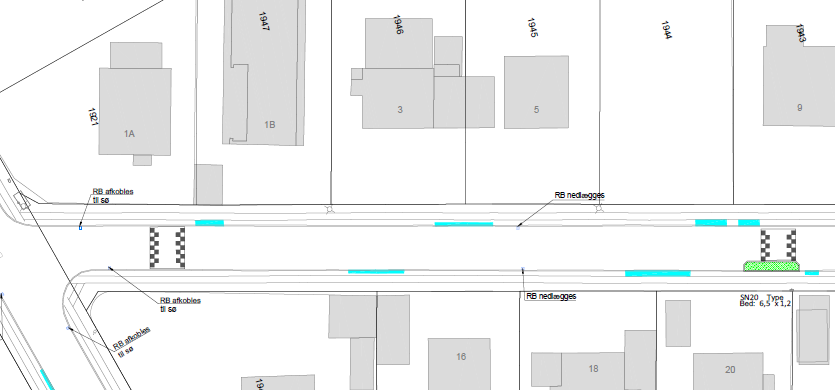 1947
1946
1945
1944
1943
1921
1A
1B
3
5
9
RB afkobles
til sø
RB nedlægges
RB afkobles
til sø
RB nedlægges
SN20 Type
Bed: 6,5 x 1,2
RB afkobles
til sø
16
18
20